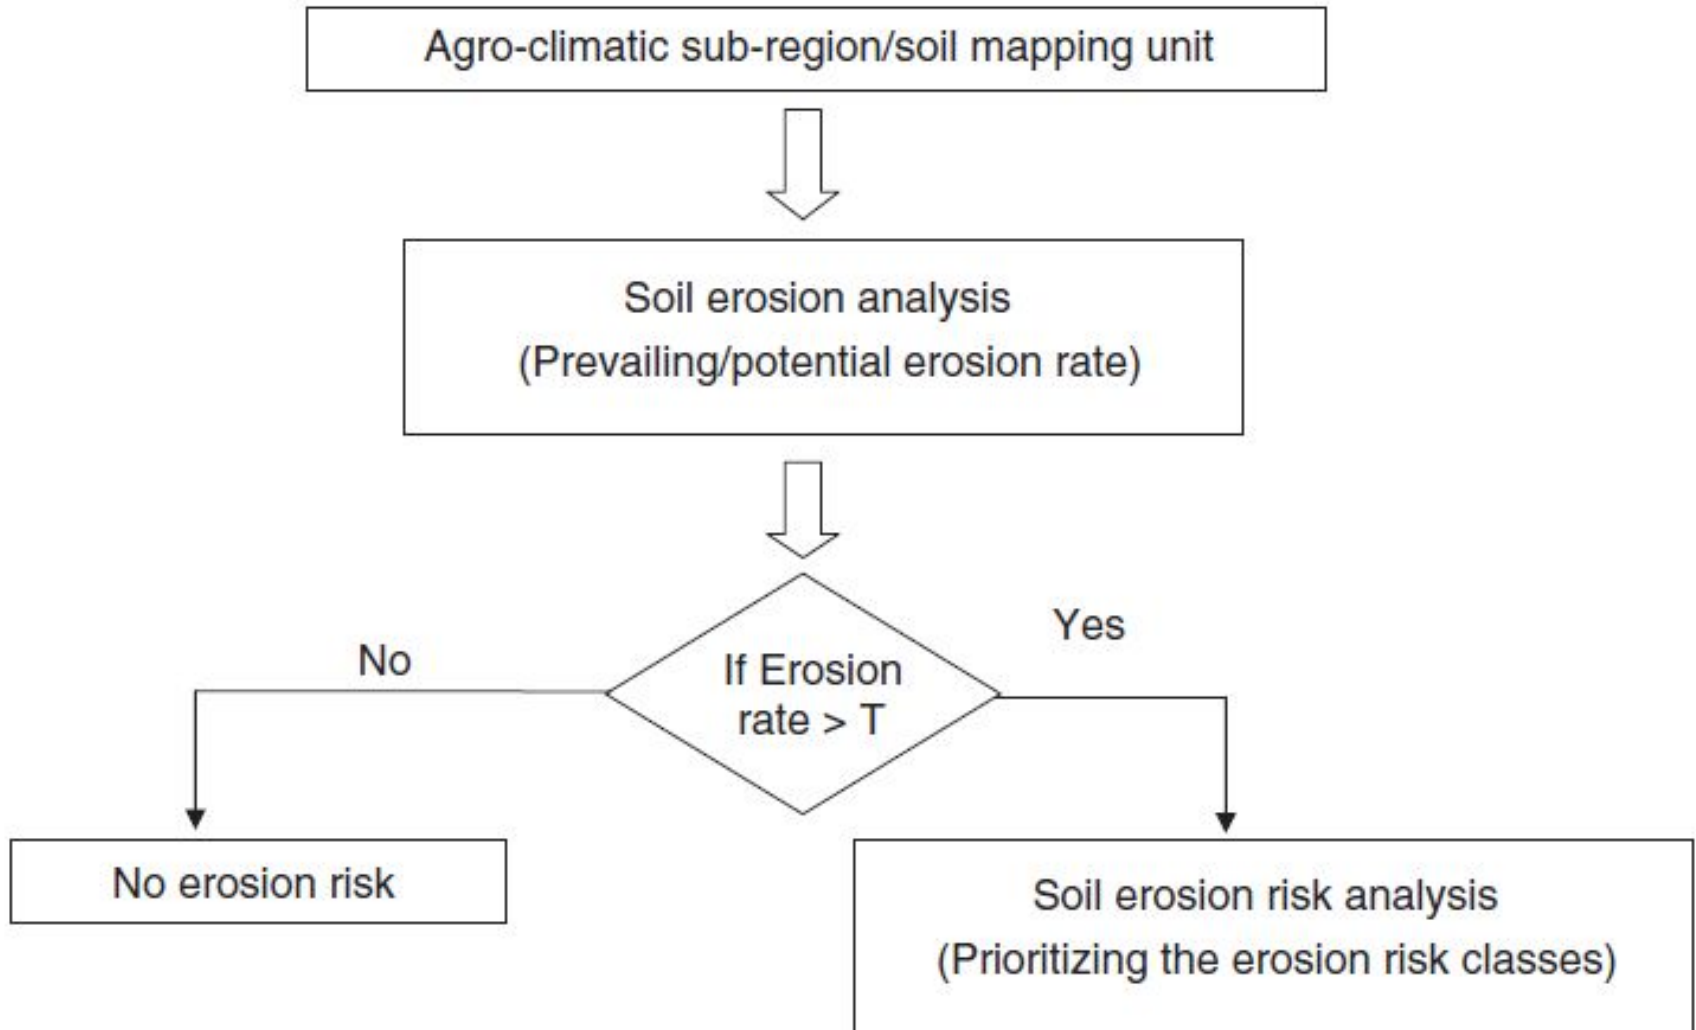 Agro-climatic sub-region/soil mapping unit
Soil erosion analysis
(Prevailing/potential erosion rate)
If Erosion
rate > T
Yes
No
No erosion risk
Soil erosion risk analysis
(Prioritizing the erosion risk classes)